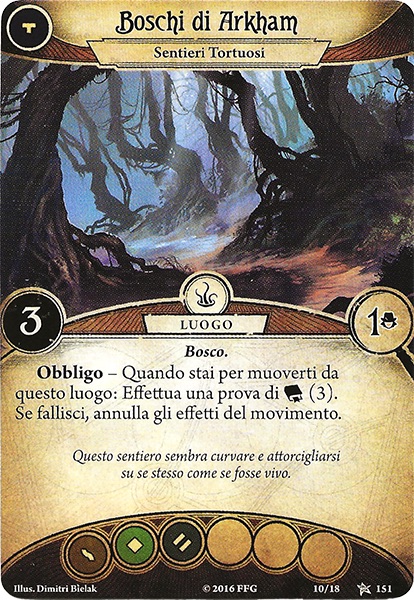 Boschi di Arkham
Sentieri Tortuosi
3
1
LUOGO
Bosco.
Obbligo – Quando stai per muoverti da
questo luogo: Effettua una prova di (3).
Se fallisci, annulla gli effetti del movimento.
Questo sentiero sembra curvare e attorcigliarsi
su se stesso come se fosse vivo.
Illus. Dimitri Bielak
© 2016 FFG
10/18
151